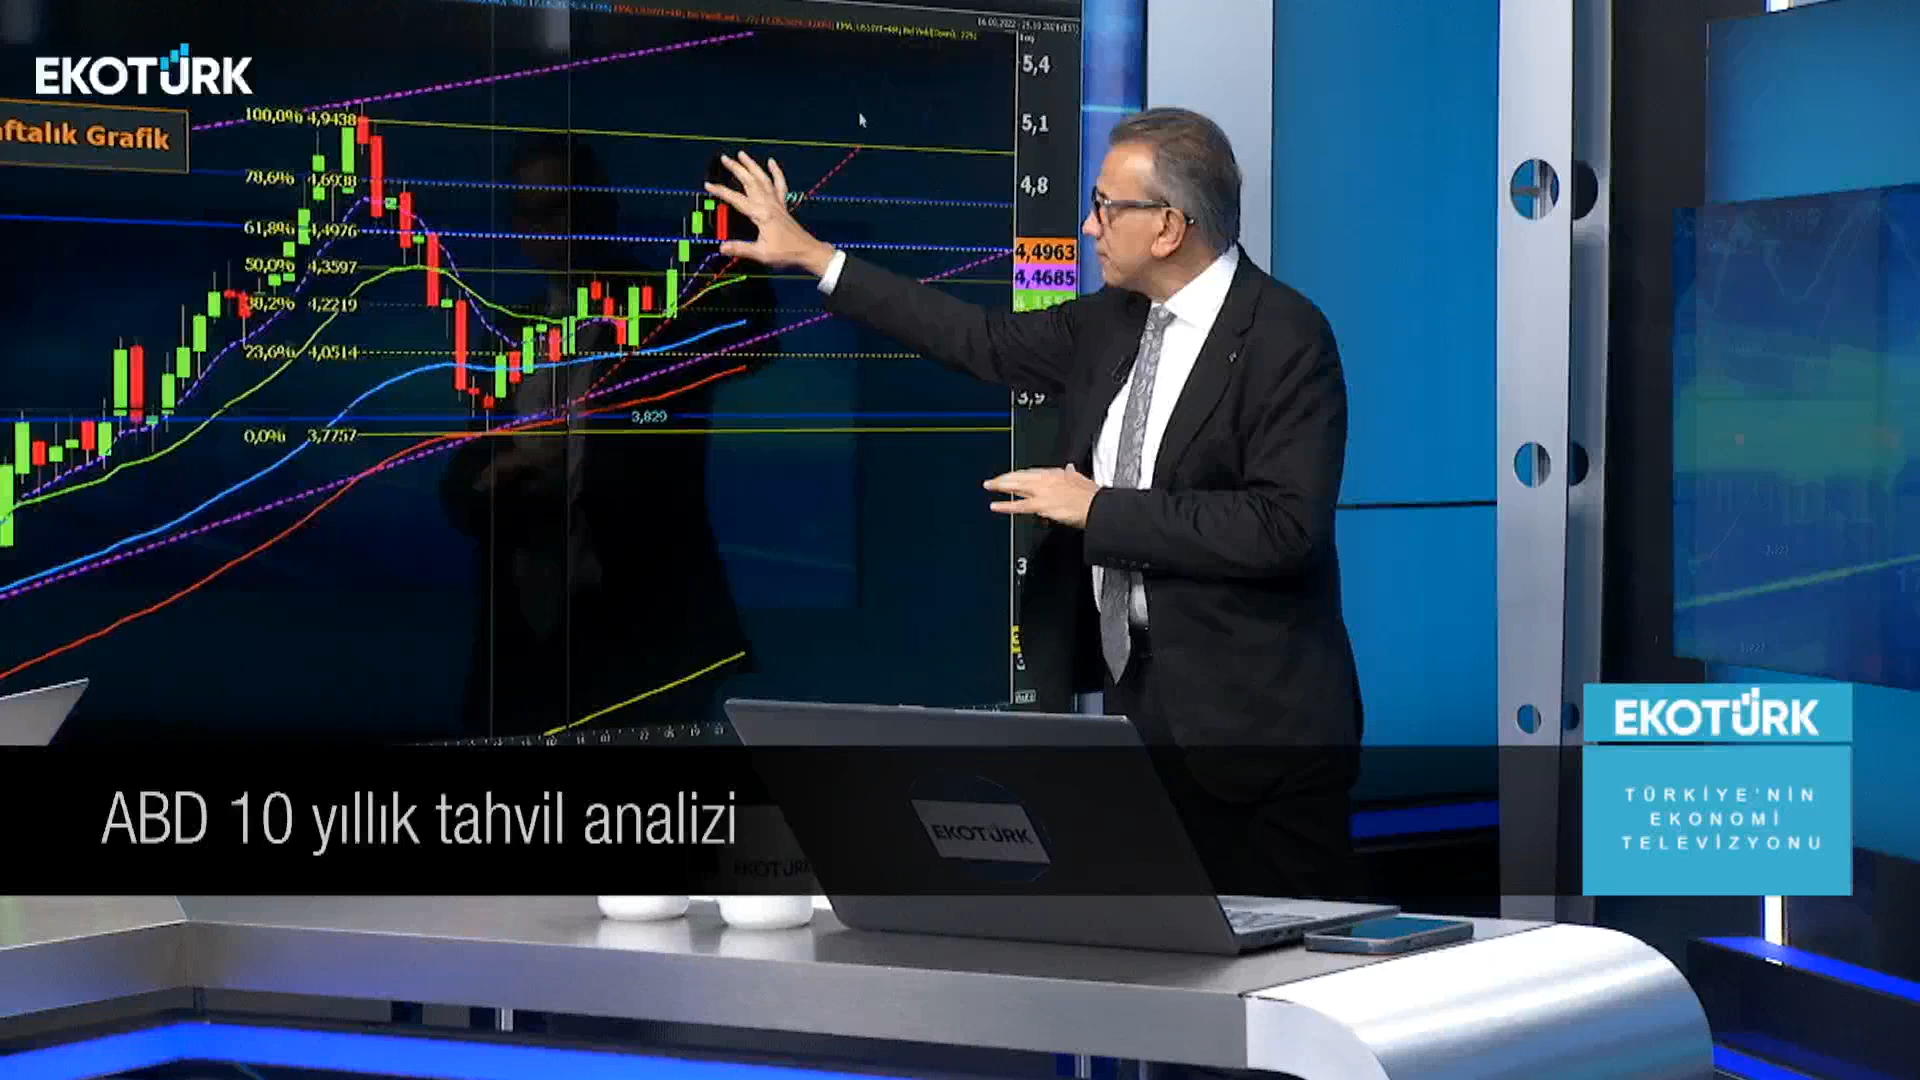 EKOTÜRK
ftalık Grafik
100,0% 4,9438
78,6% 4,6938
61,8% 4,4976
50,0% 4,3597
38,2% 4,2219
23,6% 4,0514
0,0% 3,7757
3,829
5,4
5,1
4,8
4,4963
4,4685
3,9
ABD 10 yıllık tahvil analizi
EKOTÜRK
EKOTÜRK
EKOTÜRK
TÜRKİYE'NİN
EKONOMİ
TELEVİZYONU